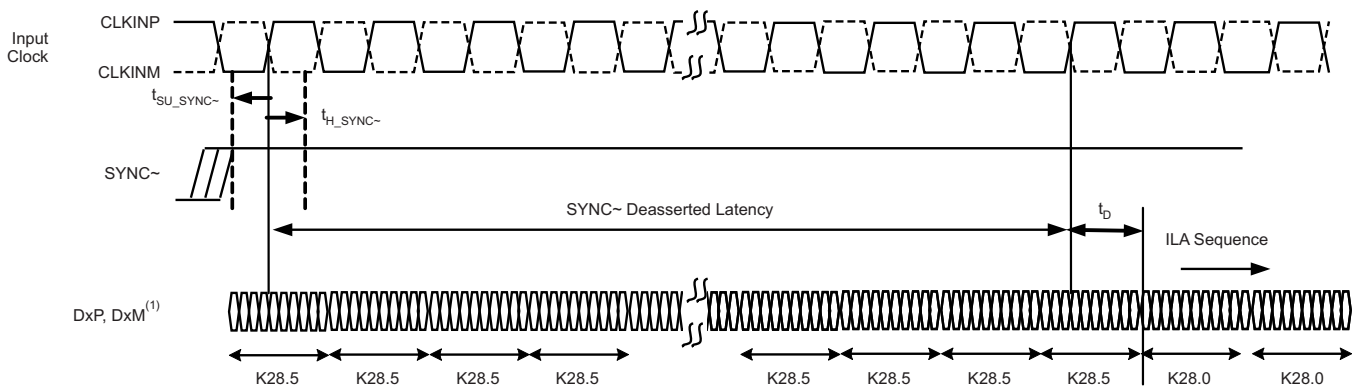 CLKINP
Input
Clock
CLKINM
tSU_SYNC~
tH_SYNC~
SYNC~
SYNC~ Deasserted Latency
tD
ILA Sequence
DxP, DxM(1)
K28.5 K28.5 K28.5 K28.5 K28.5 K28.5 K28.5 K28.5 K28.0 K28.0